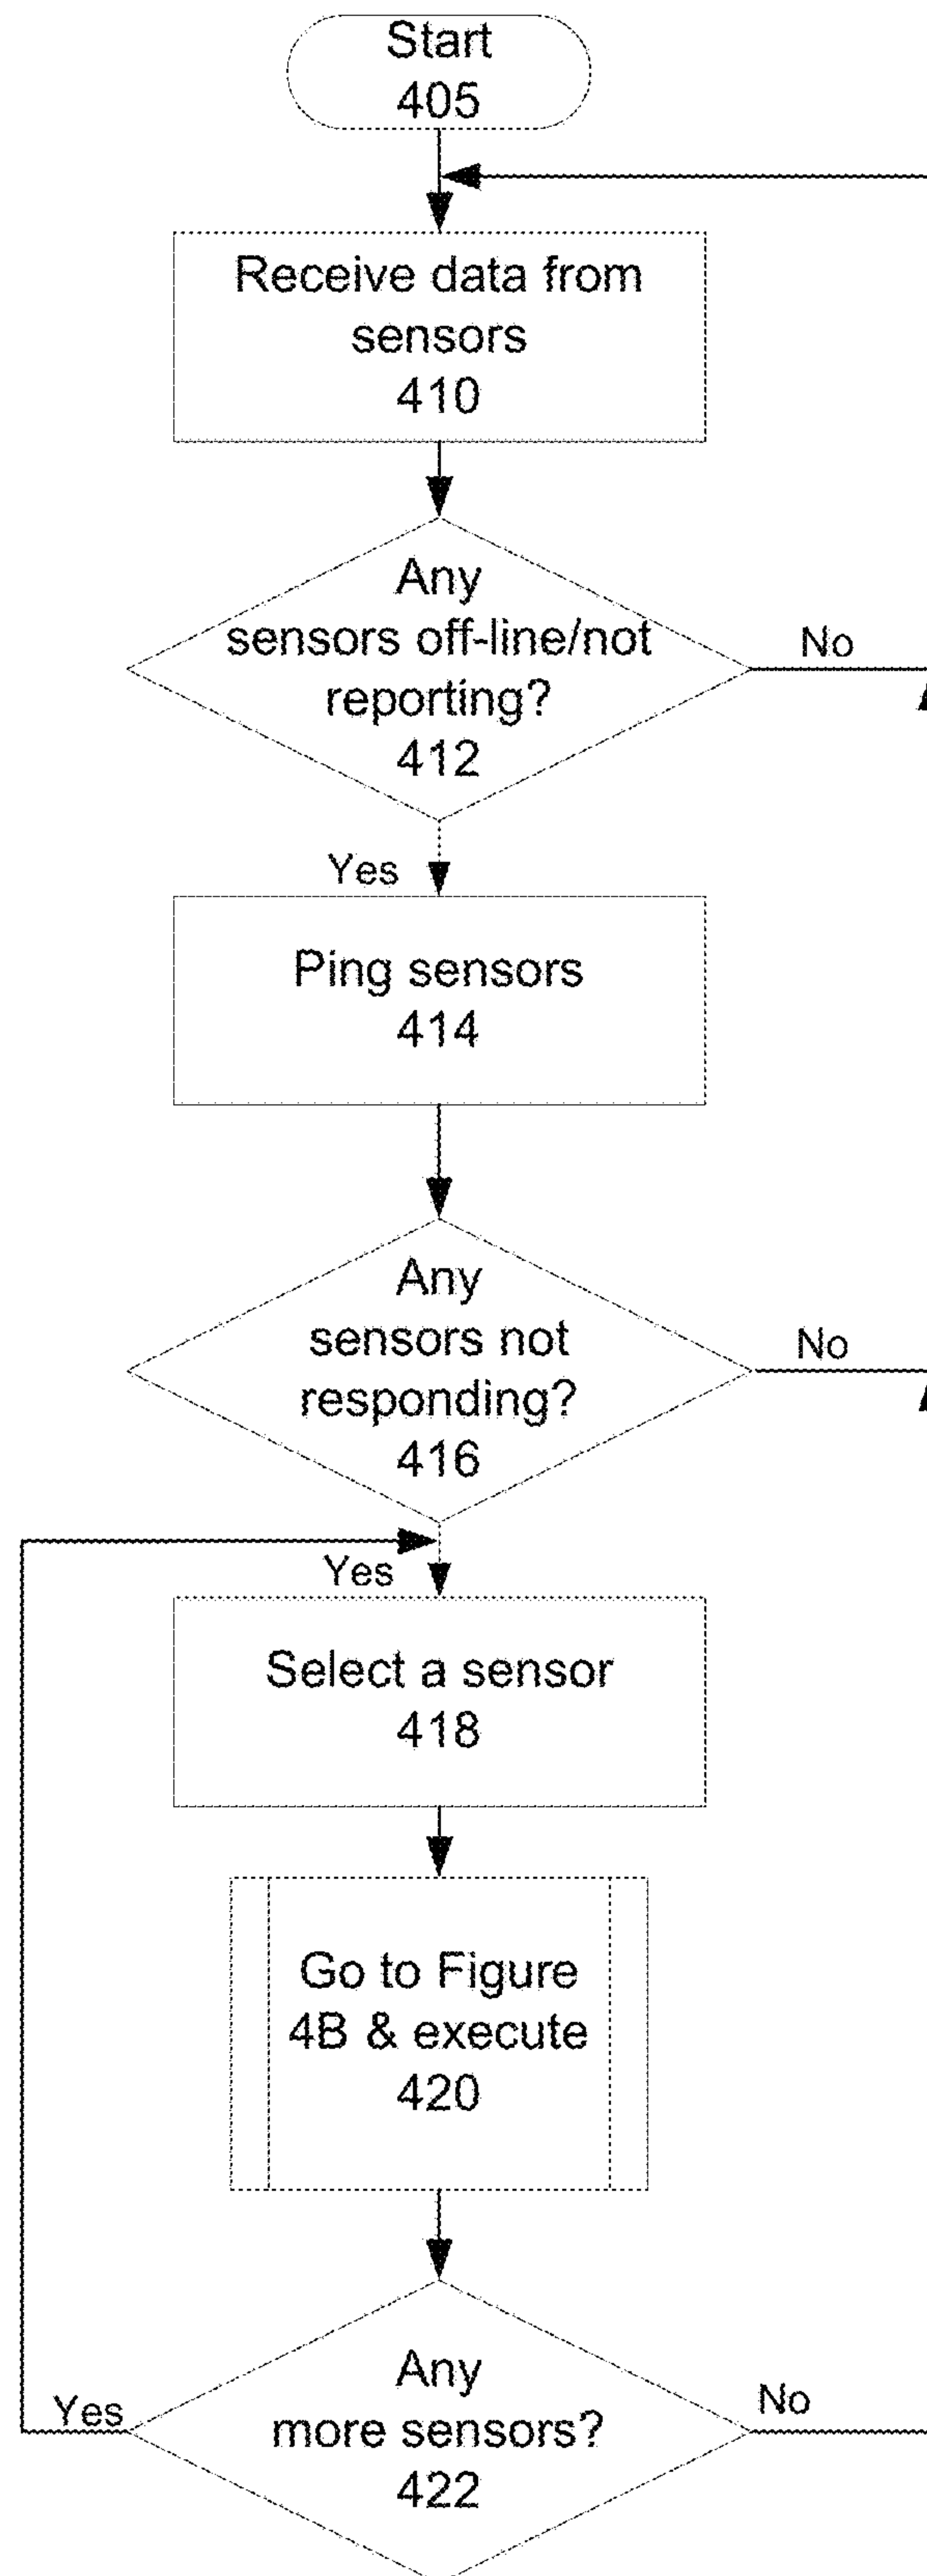 Start
405
Receive data from
sensors
410
Any
sensors off-line/not
reporting?
412
No
Yes
Ping sensors
414
Any
sensors not
responding?
416
No
Yes
Select a sensor
418
Go to Figure
4B & execute
420
Any
more sensors?
422
Yes
No